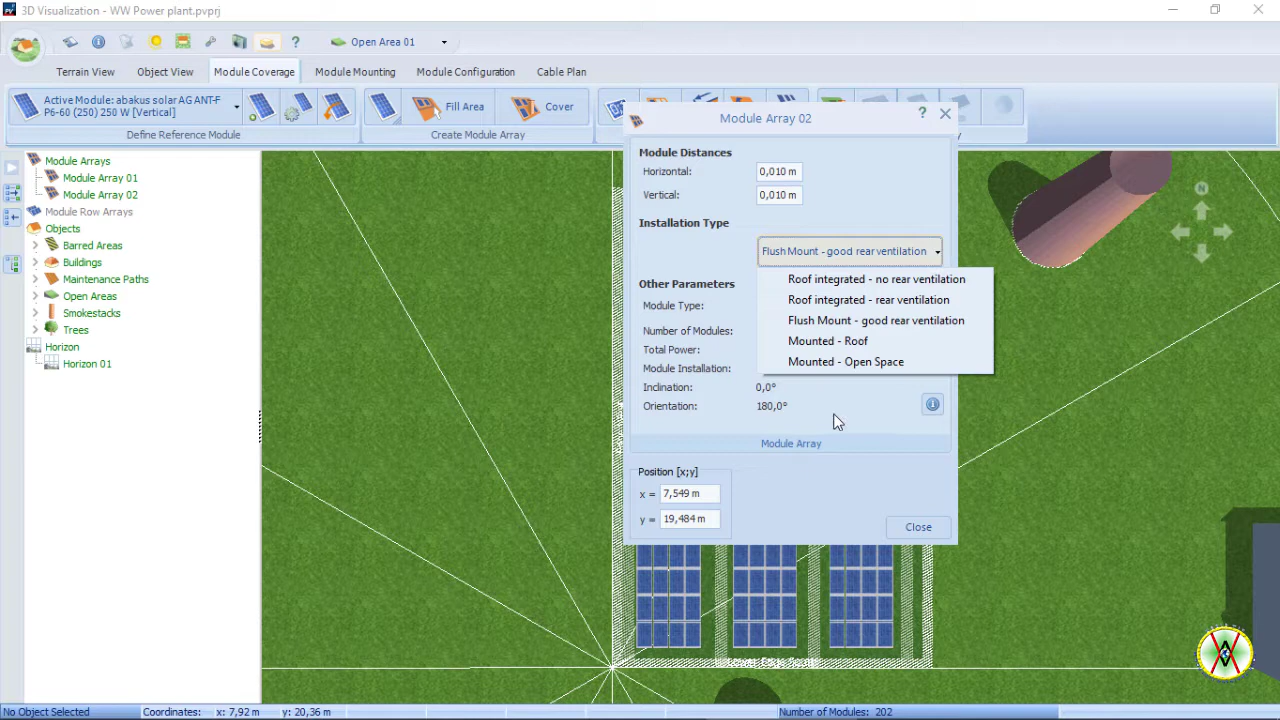 3D Visualization - WW Power plant.pvprj
Open Area 01
Terrain View
Object View
Module Coverage
Module Mounting
Module Configuration
Cable Plan
Active Module: abakus solar AG ANT-P6-60 (250) 250 W [Vertical]
Fill Area
Cover
Define Reference Module
Create Module Array
Module Arrays
Module Array 01
Module Array 02
Module Row Arrays
Objects
Barred Areas
Buildings
Maintenance Paths
Open Areas
Smokestacks
Trees
Horizon
Horizon 01
Module Array 02
?
Module Distances
Horizontal: 0,010 m
Vertical: 0,010 m
Installation Type
Flush Mount - good rear ventilation
Roof integrated - no rear ventilation
Roof integrated - rear ventilation
Flush Mount - good rear ventilation
Mounted - Roof
Mounted - Open Space
Other Parameters
Module Type:
Number of Modules:
Total Power:
Module Installation:
Inclination: 0,0°
Orientation: 180,0°
Module Array
Position [x;y]
x = 7,549 m
y = 19,484 m
Close
N
No Object Selected
Coordinates: x: 7,92 m y: 20,36 m
Number of Modules: 202